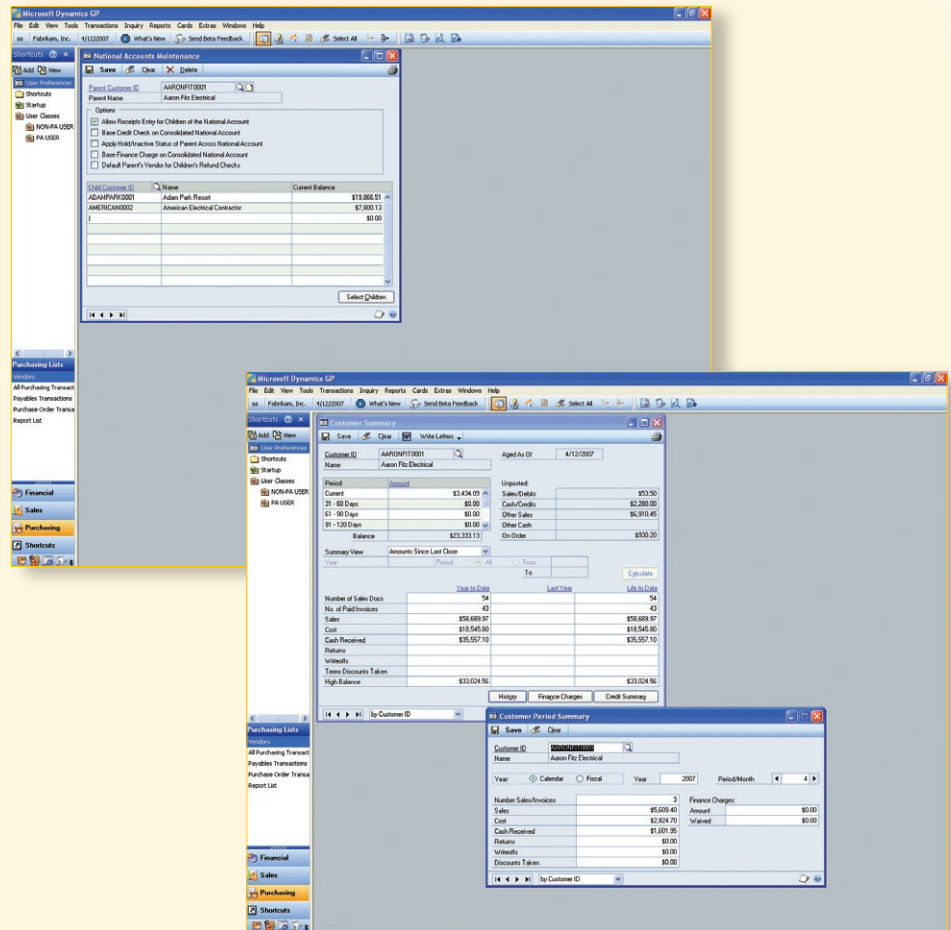 Microsoft Dynamics GP
File Edit View Tools Transactions Inquiry Reports Cards Extras Windows Help
sa Fabrikam, Inc. 4/12/2007 What's New Send Beta Feedback Select All
Shortcuts
Add View
User Preferences
Shortcuts
Startup
User Classes
NON-PA USER
PA USER
National Accounts Maintenance
Save Clear Delete
Parent Customer ID AARONFIT0001
Parent Name Aaron Fitz Electrical
Options
Allow Receipts Entry for Children of the National Account
Base Credit Check on Consolidated National Account
Apply Hold/Inactive Status of Parent Across National Account
Base Finance Charge on Consolidated National Account
Default Parent's Vendor for Children's Refund Checks
Child Customer ID Name Current Balance
ADAMPARK0001 Adam Park Resort $19,866.51
AMERICAN0002 American Electrical Contractor $7,800.13
$0.00
Select Children
Purchasing Lists
Vendors
All Purchasing Transact
Payables Transactions
Purchase Order Transa
Report List
Financial
Sales
Purchasing
Shortcuts
Microsoft Dynamics GP
File Edit View Tools Transactions Inquiry Reports Cards Extras Windows Help
sa Fabrikam, Inc. 4/12/2007 What's New Send Beta Feedback Select All
Shortcuts
Add View
User Preferences
Shortcuts
Startup
User Classes
NON-PA USER
PA USER
Customer Summary
Save Clear Write Letters
Customer ID AARONFIT0001 Aged As Of 4/12/2007
Name Aaron Fitz Electrical
Period Amount Unposted:
Current $3,434.09 Sales/Debits $53.50
31 - 60 Days $0.00 Cash/Credits $2,280.00
61 - 90 Days $0.00 Other Sales $6,910.45
91 - 120 Days $0.00 Other Cash
Balance $23,333.13 On Order $930.20
Summary View Amounts Since Last Close
Year Period All From
To Calculate
Year to Date Last Year Life to Date
Number of Sales Docs 54 54
No. of Paid Invoices 43 43
Sales $58,689.97 $58,689.97
Cost $18,545.80 $18,545.80
Cash Received $35,557.10 $35,557.10
Returns
Writeoffs
Terms Discounts Taken
High Balance $33,024.56 $33,024.56
History Finance Charges Credit Summary
by Customer ID
Customer Period Summary
Save Clear
Customer ID AARONFIT0001
Name Aaron Fitz Electrical
Year: Calendar Fiscal Year 2007 Period/Month 4
Number Sales/Invoices 3 Finance Charges:
Sales $5,609.40 Amount $0.00
Cost $2,824.70 Waived $0.00
Cash Received $1,601.95
Returns $0.00
Writeoffs $0.00
Discounts Taken $0.00
by Customer ID
Purchasing Lists
Vendors
All Purchasing Transact
Payables Transactions
Purchase Order Transa
Report List
Financial
Sales
Purchasing
Shortcuts